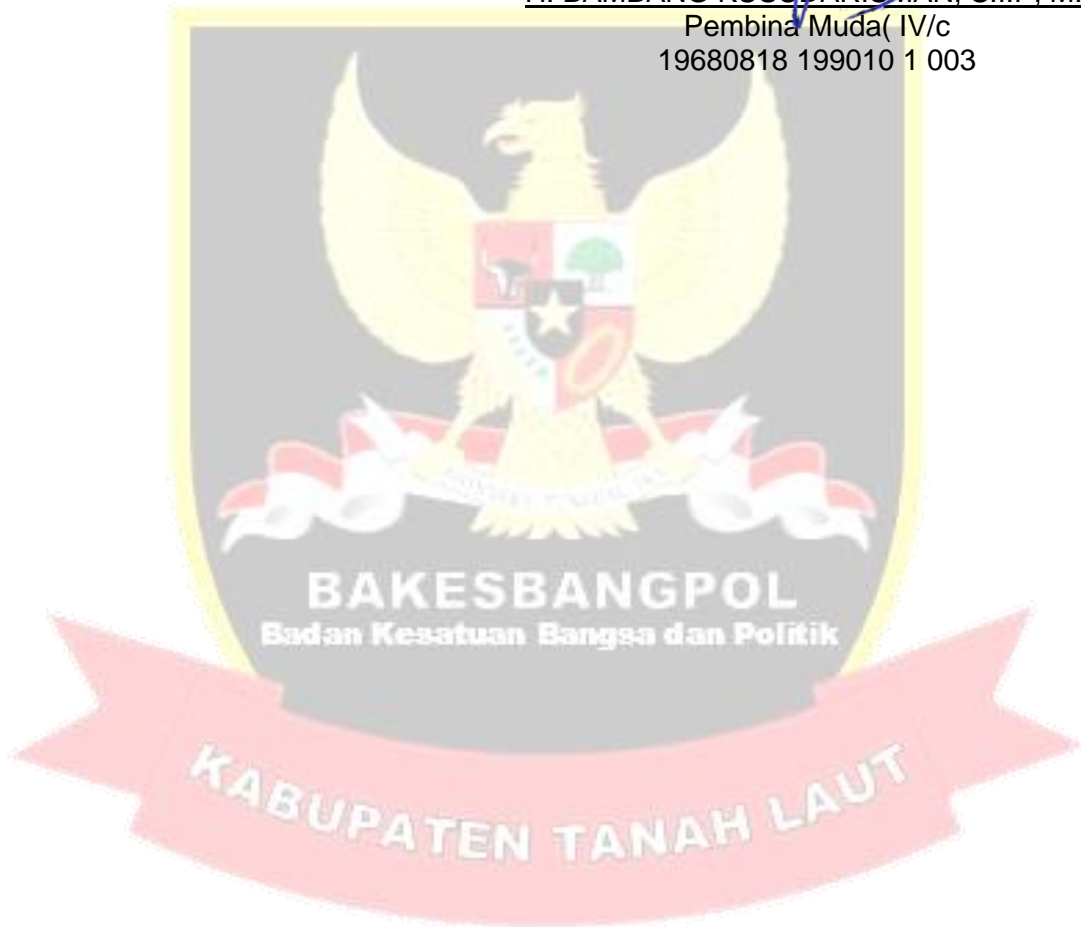 Pembina Muda( IV/c
19680818 199010 1 003
BAKESBANGPOL
Badan Kesatuan Bangsa dan Politik
KABUPATEN TANAH LAUT